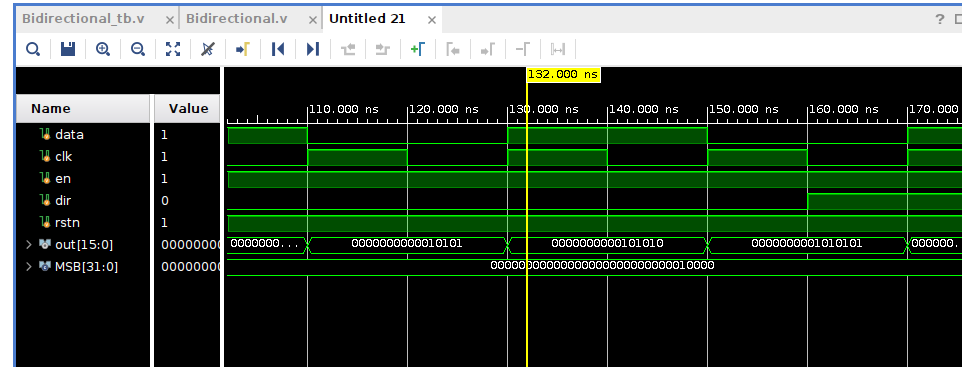 Bidirectional_tb.v × Bidirectional.v × Untitled 21 × ?
132.000 ns
110.000 ns 120.000 ns 130.000 ns 140.000 ns 150.000 ns 160.000 ns 170.000
Name Value
data 1
clk 1
en 1
dir 0
rstn 1
out[15:0] 00000000 0000000... 0000000000010101 0000000000101010 0000000001010101 000000...
MSB[31:0] 00000000 00000000000000000000000000010000